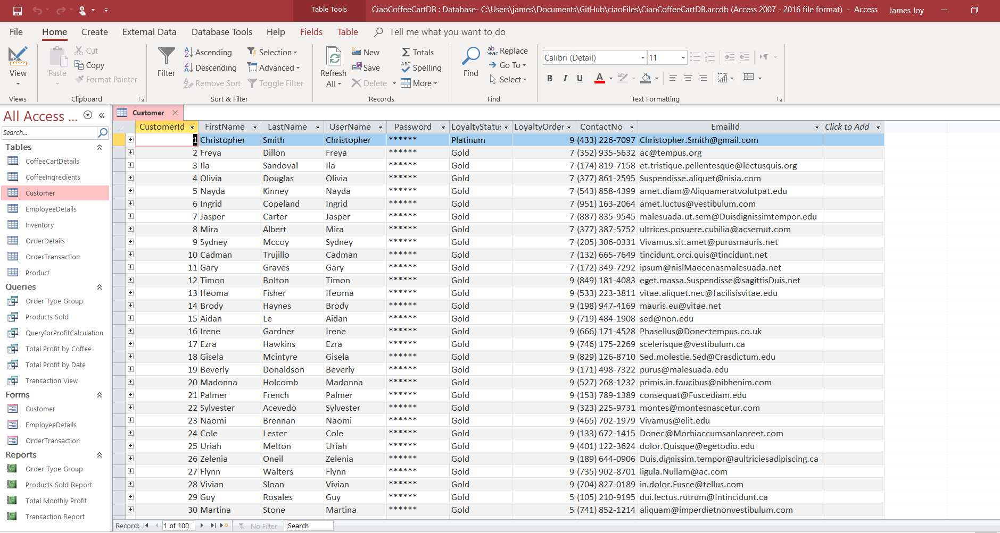 Table Tools
CiaoCoffeeCartDB : Database- C:\Users\james\Documents\GitHub\ciaoFiles\CiaoCoffeeCartDB.accdb (Access 2007 - 2016 file format) - Access
James Joy
File Home Create External Data Database Tools Help Fields Table Tell me what you want to do
View
Views
Paste
Cut
Copy
Format Painter
Clipboard
Filter
Ascending
Descending
Remove Sort
Selection
Advanced
Toggle Filter
Sort & Filter
Refresh
All
New
Save
Delete
Totals
Spelling
More
Records
Find
Replace
Go To
Select
Find
Calibri (Detail) 11
B I U A
Text Formatting
All Access ...
Search...
Tables
CoffeeCartDetails
CoffeeIngredients
Customer
EmployeeDetails
Inventory
OrderDetails
OrderTransaction
Product
Queries
Order Type Group
Products Sold
QueryforProfitCalculation
Total Profit by Coffee
Total Profit by Date
Transaction View
Forms
Customer
EmployeeDetails
OrderTransaction
Reports
Order Type Group
Products Sold Report
Total Monthly Profit
Transaction Report
Customer
CustomerId FirstName LastName UserName Password LoyaltyStatu LoyaltyOrder ContactNo EmailId Click to Add
1 Christopher Smith Christopher ****** Platinum 9 (433) 226-7097 Christopher.Smith@gmail.com
2 Freya Dillon Freya ****** Gold 7 (352) 935-5632 ac@tempus.org
3 Ila Sandoval Ila ****** Gold 7 (174) 819-7158 et.tristique.pellentesque@lectusquis.org
4 Olivia Douglas Olivia ****** Gold 7 (377) 861-2595 Suspendisse.aliquet@nisia.com
5 Nayda Kinney Nayda ****** Gold 7 (543) 858-4399 amet.diam@Aliquameratvolutpat.edu
6 Ingrid Copeland Ingrid ****** Gold 7 (951) 163-2064 amet.luctus@vestibulum.com
7 Jasper Carter Jasper ****** Gold 7 (887) 835-9545 malesuada.ut.sem@Duisdignissimtempor.edu
8 Mira Albert Mira ****** Gold 7 (377) 387-5752 ultrices.posuere.cubilia@acsemut.com
9 Sydney Mccoy Sydney ****** Gold 7 (205) 306-0331 Vivamus.sit.amet@purusmauris.net
10 Cadman Trujillo Cadman ****** Gold 7 (132) 665-7649 tincidunt.orci.quis@tincidunt.net
11 Gary Graves Gary ****** Gold 7 (172) 349-7292 ipsum@nislMaecenasmalesuada.net
12 Timon Bolton Timon ****** Gold 9 (849) 181-4083 eget.massa.Suspendisse@sagittisDuis.net
13 Ifeoma Fisher Ifeoma ****** Gold 9 (533) 223-3811 vitae.aliquet.nec@facilisisvitae.edu
14 Brody Haynes Brody ****** Gold 9 (198) 947-4169 mauris.eu@vitae.net
15 Aidan Le Aidan ****** Gold 9 (719) 484-1908 sed@non.edu
16 Irene Gardner Irene ****** Gold 9 (666) 171-4528 Phasellus@Donectempus.co.uk
17 Ezra Hawkins Ezra ****** Gold 9 (746) 175-2269 scelerisque@vestibulum.ca
18 Gisela Mcintyre Gisela ****** Gold 9 (829) 126-8710 Sed.molestie.Sed@Crasdictum.edu
19 Beverly Donaldson Beverly ****** Gold 9 (171) 498-7322 purus@malesuada.edu
20 Madonna Holcomb Madonna ****** Gold 9 (527) 268-1232 primis.in.faucibus@nibhenim.com
21 Palmer French Palmer ****** Gold 9 (153) 789-1389 consequat@Fuscediam.edu
22 Sylvester Acevedo Sylvester ****** Gold 9 (323) 225-9731 montes@montesnascetur.com
23 Naomi Brennan Naomi ****** Gold 9 (465) 702-1979 Vivamus@elit.edu
24 Cole Lester Cole ****** Gold 9 (133) 672-1415 Donec@Morbiaccumsanlaoreet.com
25 Uriah Melton Uriah ****** Gold 9 (401) 122-3624 dolor.Quisque@egetodio.edu
26 Zelenia Oneil Zelenia ****** Gold 9 (189) 644-0906 Duis.dignissim.tempor@aultriciesadipiscing.ca
27 Flynn Walters Flynn ****** Gold 9 (735) 902-8701 ligula.Nullam@ac.com
28 Vivian Sloan Vivian ****** Gold 9 (704) 827-0189 in.dolor.Fusce@tellus.com
29 Guy Rosales Guy ****** Gold 5 (105) 210-9195 dui.lectus.rutrum@Intincidunt.ca
30 Martina Stone Martina ****** Gold 5 (741) 852-1214 aliquam@imperdietnonvestibulum.com
Record: 1 of 100 No Filter Search